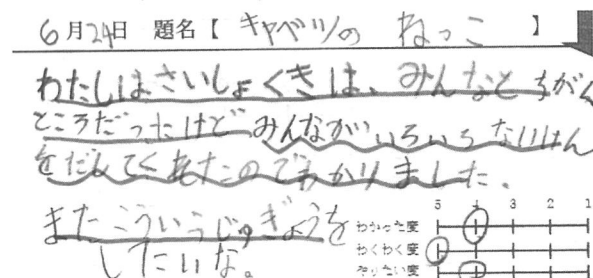 6月24日 題名【 キャベツの ねっこ 】
わたしはさいしょくきは、みんなとちがく
ところだったけど、みんながいろいろなけん
をだしてくれたのでわかりました。
またこういうじゅぎょうを
したいな。
5 4 3 2 1
わかった度
わくわく度
やりたい度